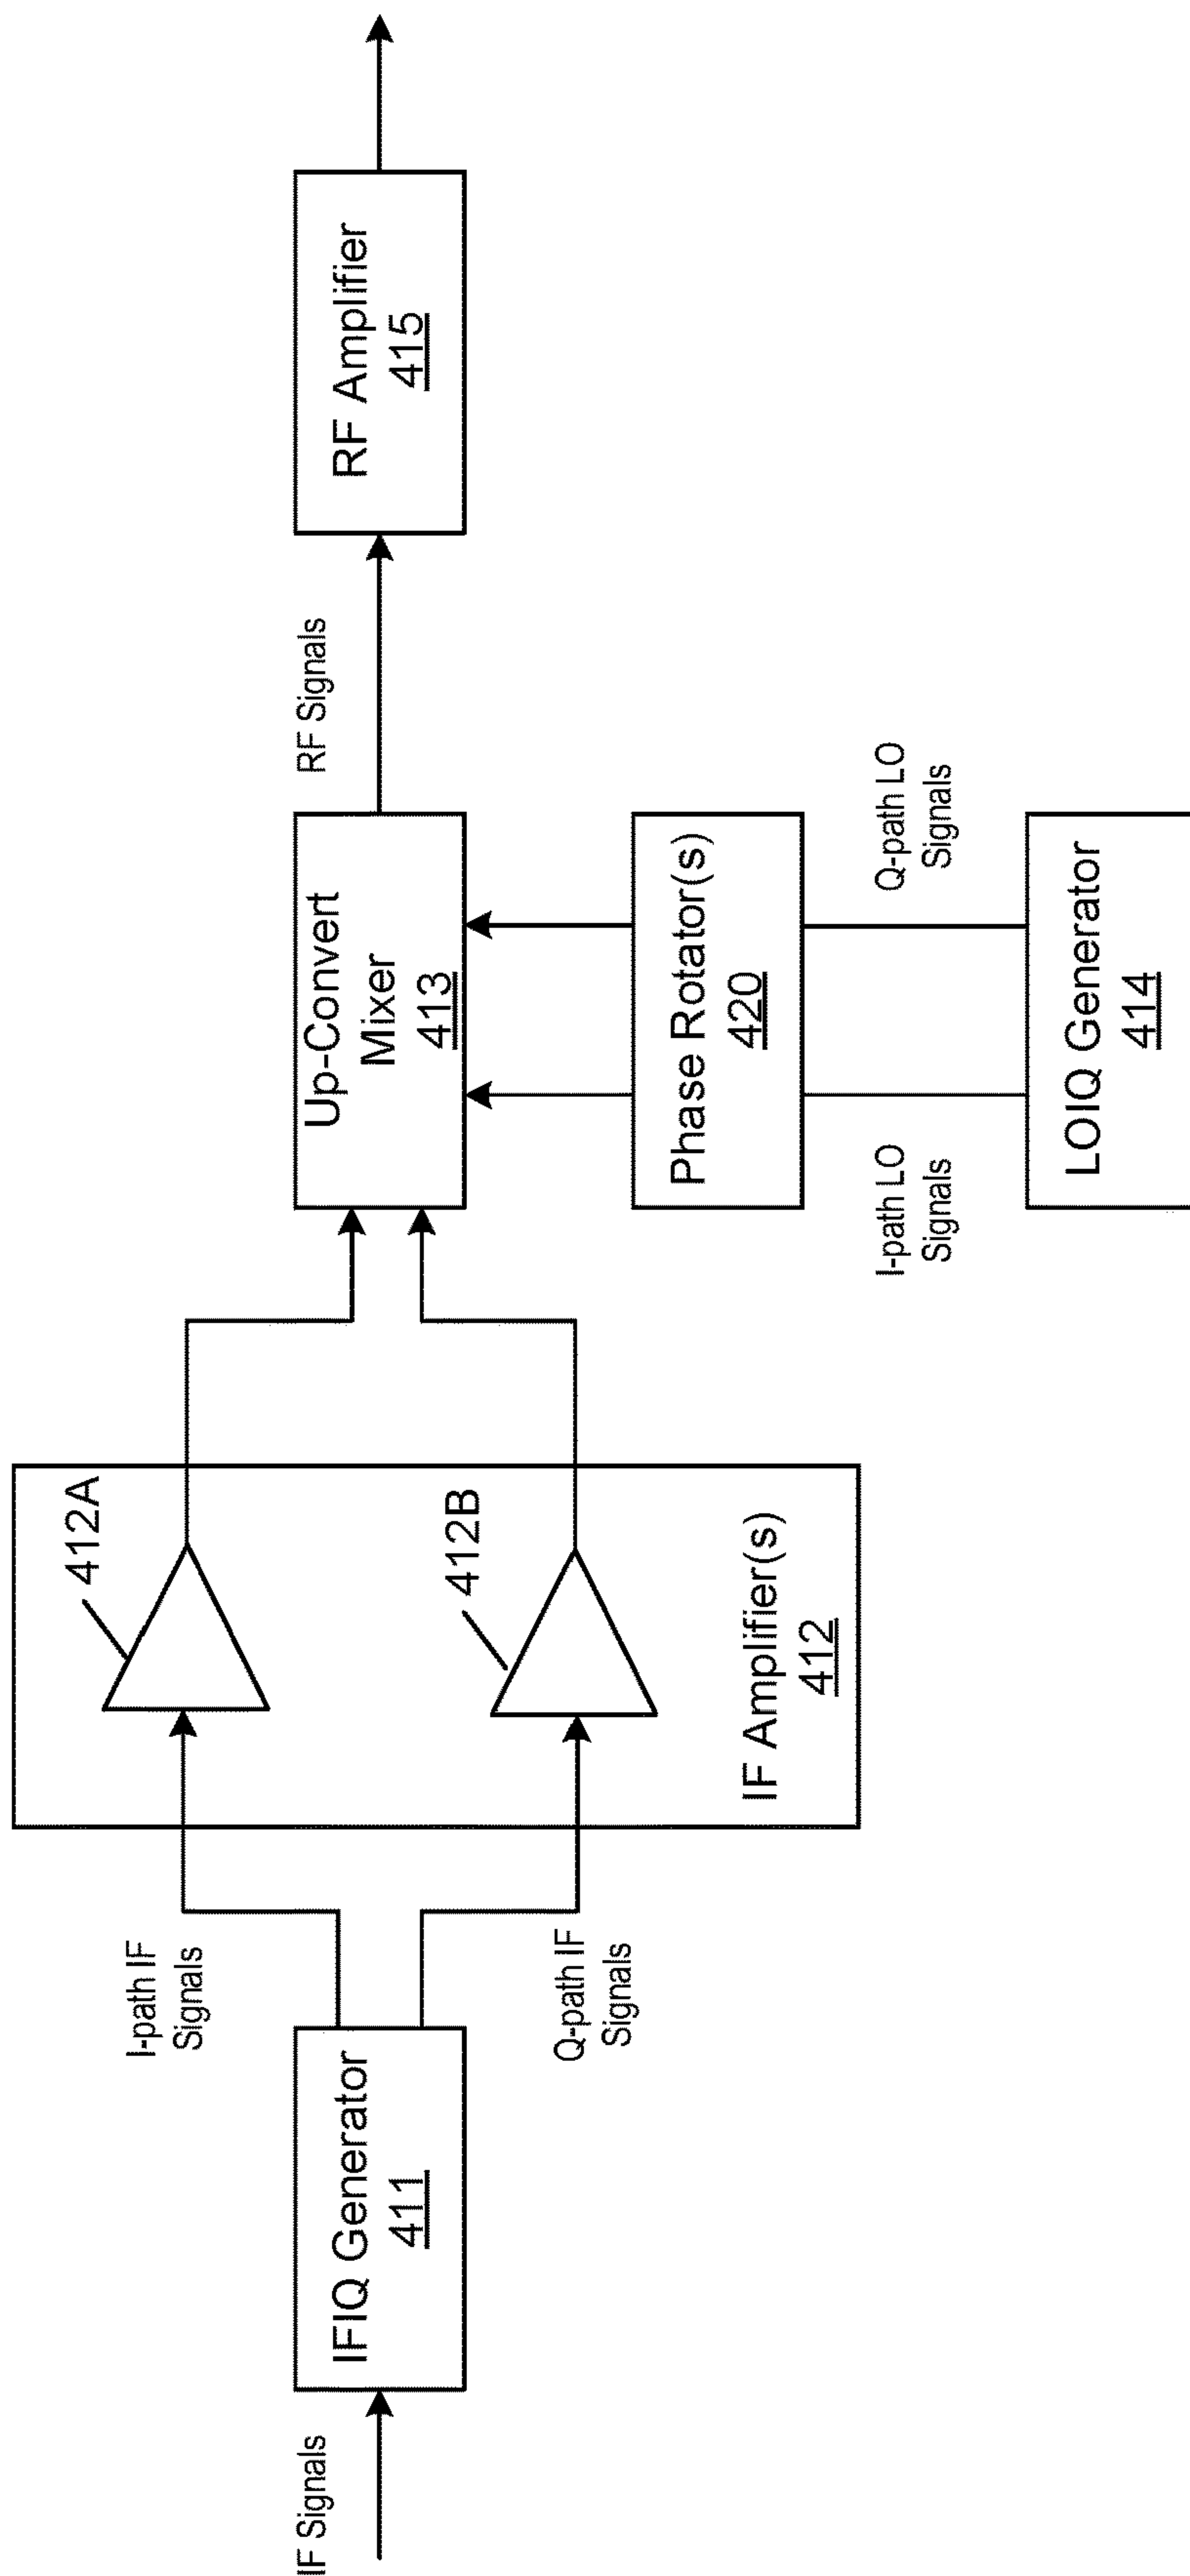 IF Signals
IFIQ Generator
411
I-path IF
Signals
Q-path IF
Signals
412A
412B
IF Amplifier(s)
412
Up-Convert
Mixer
413
RF Signals
RF Amplifier
415
Phase Rotator(s)
420
I-path LO
Signals
Q-path LO
Signals
LOIQ Generator
414